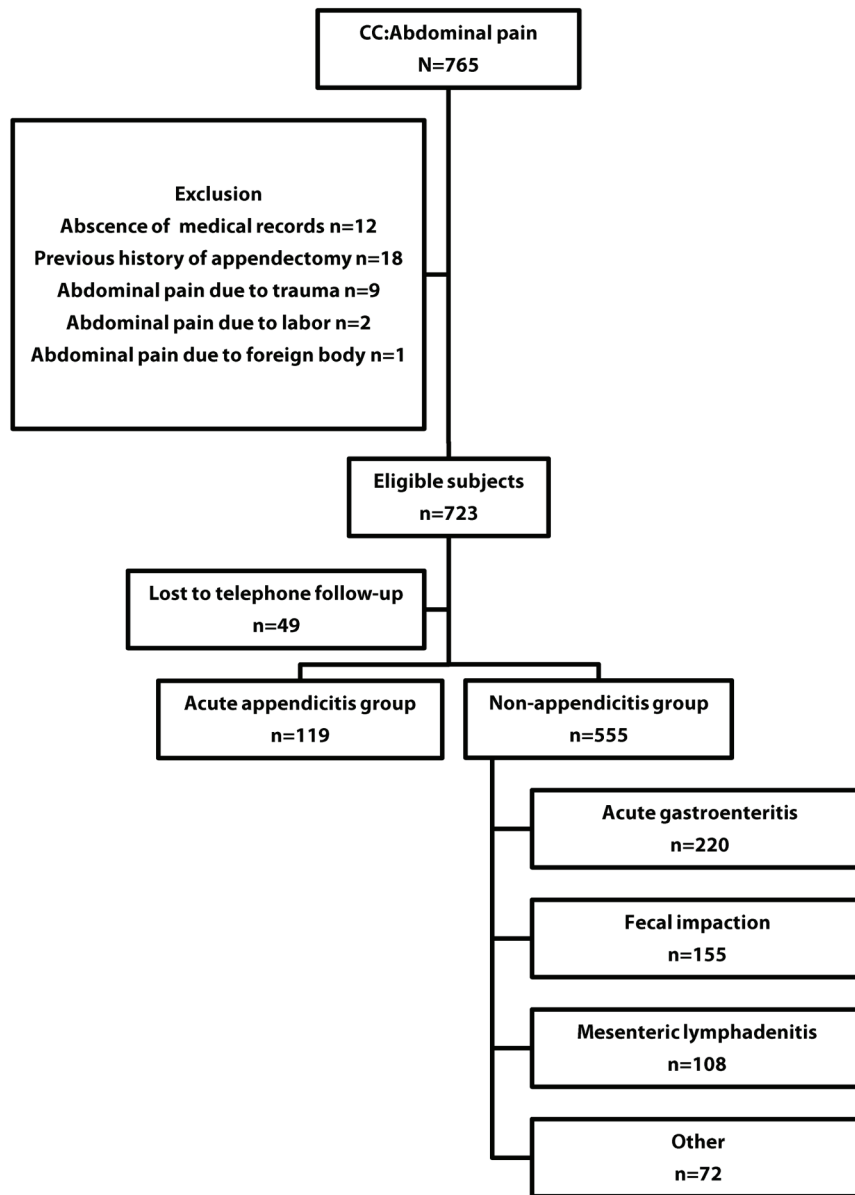 CC:Abdominal pain
N=765
Exclusion
Abscence of medical records n=12
Previous history of appendectomy n=18
Abdominal pain due to trauma n=9
Abdominal pain due to labor n=2
Abdominal pain due to foreign body n=1
Eligible subjects
n=723
Lost to telephone follow-up
n=49
Acute appendicitis group
n=119
Non-appendicitis group
n=555
Acute gastroenteritis
n=220
Fecal impaction
n=155
Mesenteric lymphadenitis
n=108
Other
n=72